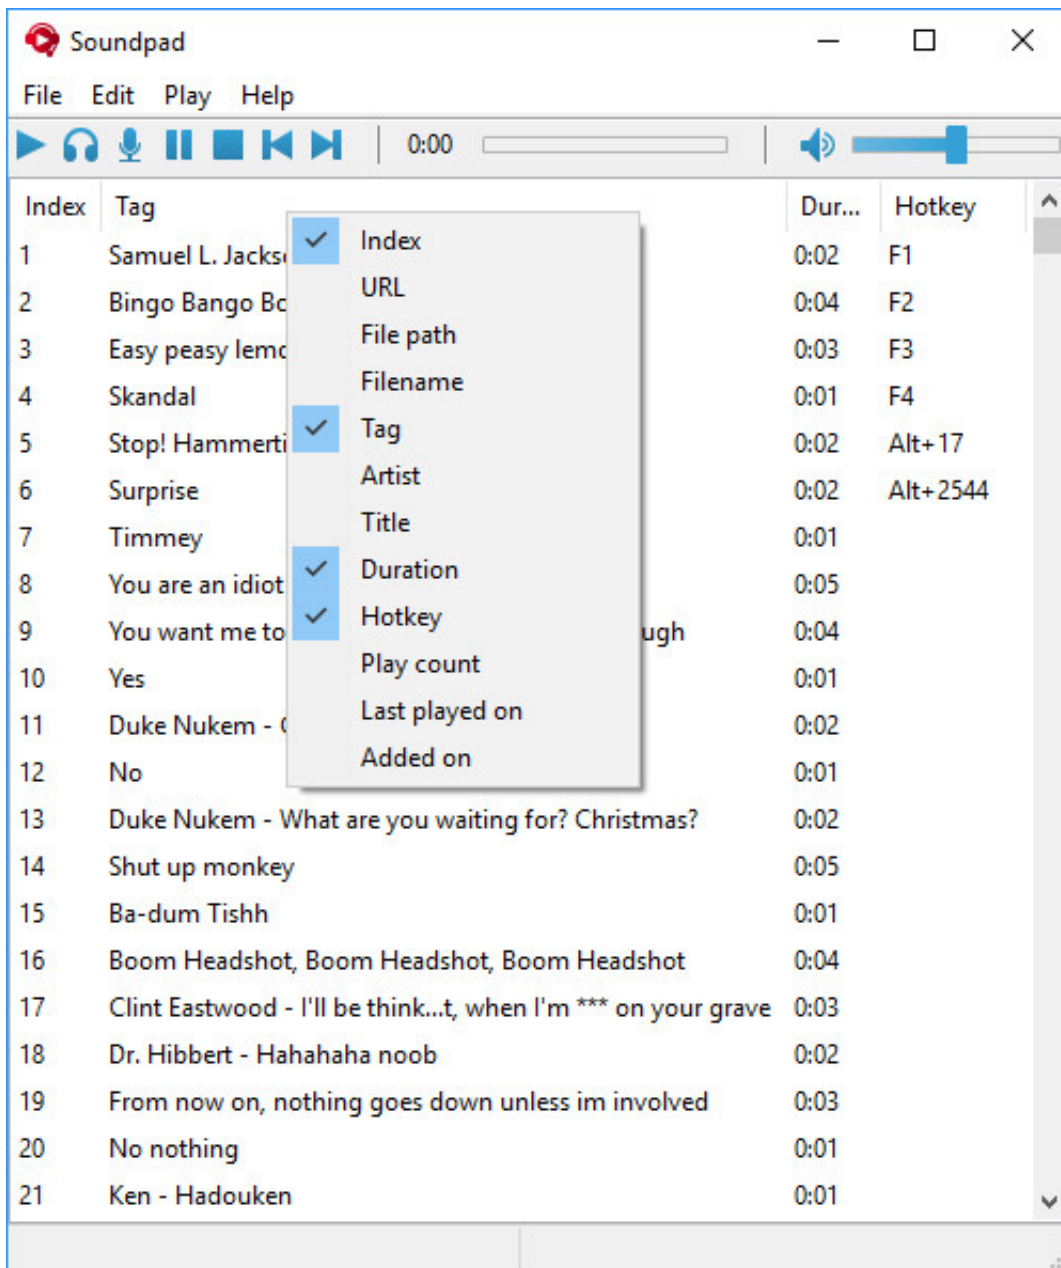 Soundpad
File Edit Play Help
0:00
Index Tag Dur... Hotkey
1 Samuel L. 0:02 F1
2 Bingo Bango 0:04 F2
3 Easy peasy 0:03 F3
4 Skandal 0:01 F4
5 Stop! 0:02 Alt+17
6 Surprise 0:02 Alt+2544
7 Timmey 0:01
8 You are an idiot 0:05
9 You want me to 0:04
10 Yes 0:01
11 Duke Nukem - 0:02
12 No 0:01
13 Duke Nukem - What are you waiting for? Christmas? 0:02
14 Shut up monkey 0:05
15 Ba-dum Tishh 0:01
16 Boom Headshot, Boom Headshot, Boom Headshot 0:04
17 Clint Eastwood - I'll be think...t, when I'm *** on your grave 0:03
18 Dr. Hibbert - Hahahaha noob 0:02
19 From now on, nothing goes down unless im involved 0:03
20 No nothing 0:01
21 Ken - Hadouken 0:01
Index
URL
File path
Filename
Tag
Artist
Title
Duration
Hotkey
Play count
Last played on
Added on